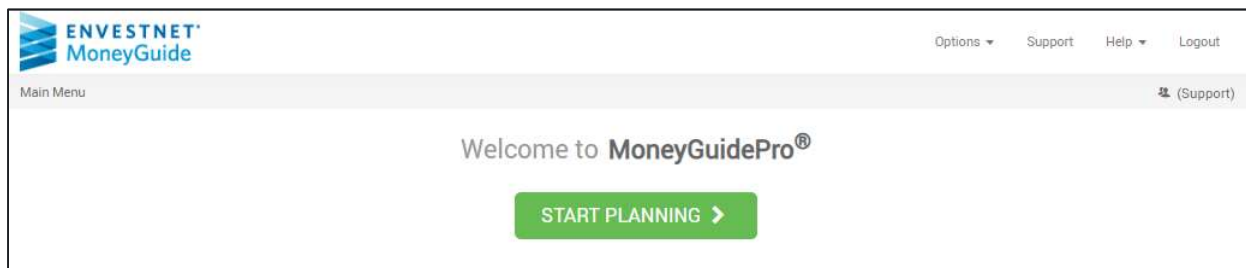 ENVESTNET
MoneyGuide
Options Support Help Logout
Main Menu (Support)
Welcome to MoneyGuidePro®
START PLANNING